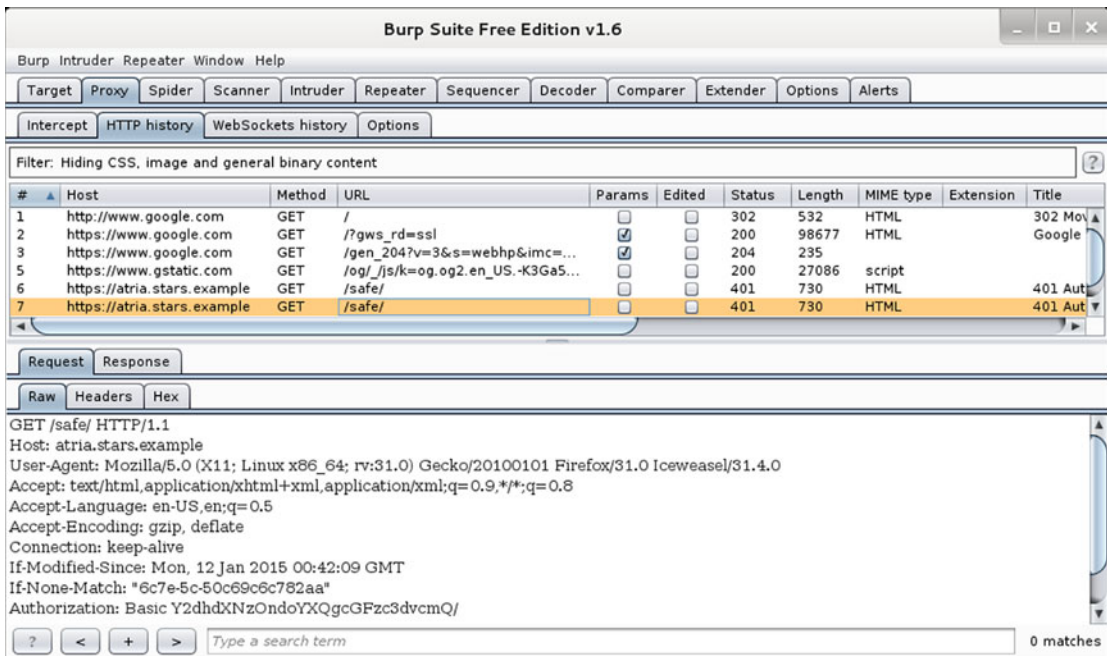 Burp Suite Free Edition v1.6
Burp Intruder Repeater Window Help
Target Proxy Spider Scanner Intruder Repeater Sequencer Decoder Comparer Extender Options Alerts
Intercept HTTP history WebSockets history Options
Filter: Hiding CSS, image and general binary content ?
# Host Method URL Params Edited Status Length MIME type Extension Title
1 http://www.google.com GET / 302 532 HTML 302 Mov
2 https://www.google.com GET /?gws_rd=ssl 200 98677 HTML Google
3 https://www.google.com GET /gen_204?v=3&s=webhp&imc=... 204 235
5 https://www.gstatic.com GET /og/_/js/k=og.og2.en_US.-K3Ga5... 200 27086 script
6 https://atria.stars.example GET /safe/ 401 730 HTML 401 Aut
7 https://atria.stars.example GET /safe/ 401 730 HTML 401 Aut
Request Response
Raw Headers Hex
GET /safe/ HTTP/1.1
Host: atria.stars.example
User-Agent: Mozilla/5.0 (X11; Linux x86_64; rv:31.0) Gecko/20100101 Firefox/31.0 Iceweasel/31.4.0
Accept: text/html,application/xhtml+xml,application/xml;q=0.9,*/*;q=0.8
Accept-Language: en-US,en;q=0.5
Accept-Encoding: gzip, deflate
Connection: keep-alive
If-Modified-Since: Mon, 12 Jan 2015 00:42:09 GMT
If-None-Match: "6c7e-5c-50c69c6c782aa"
Authorization: Basic Y2dhdXNzOndoYXQgcGFzc3dvcmQ/
? < + > Type a search term 0 matches